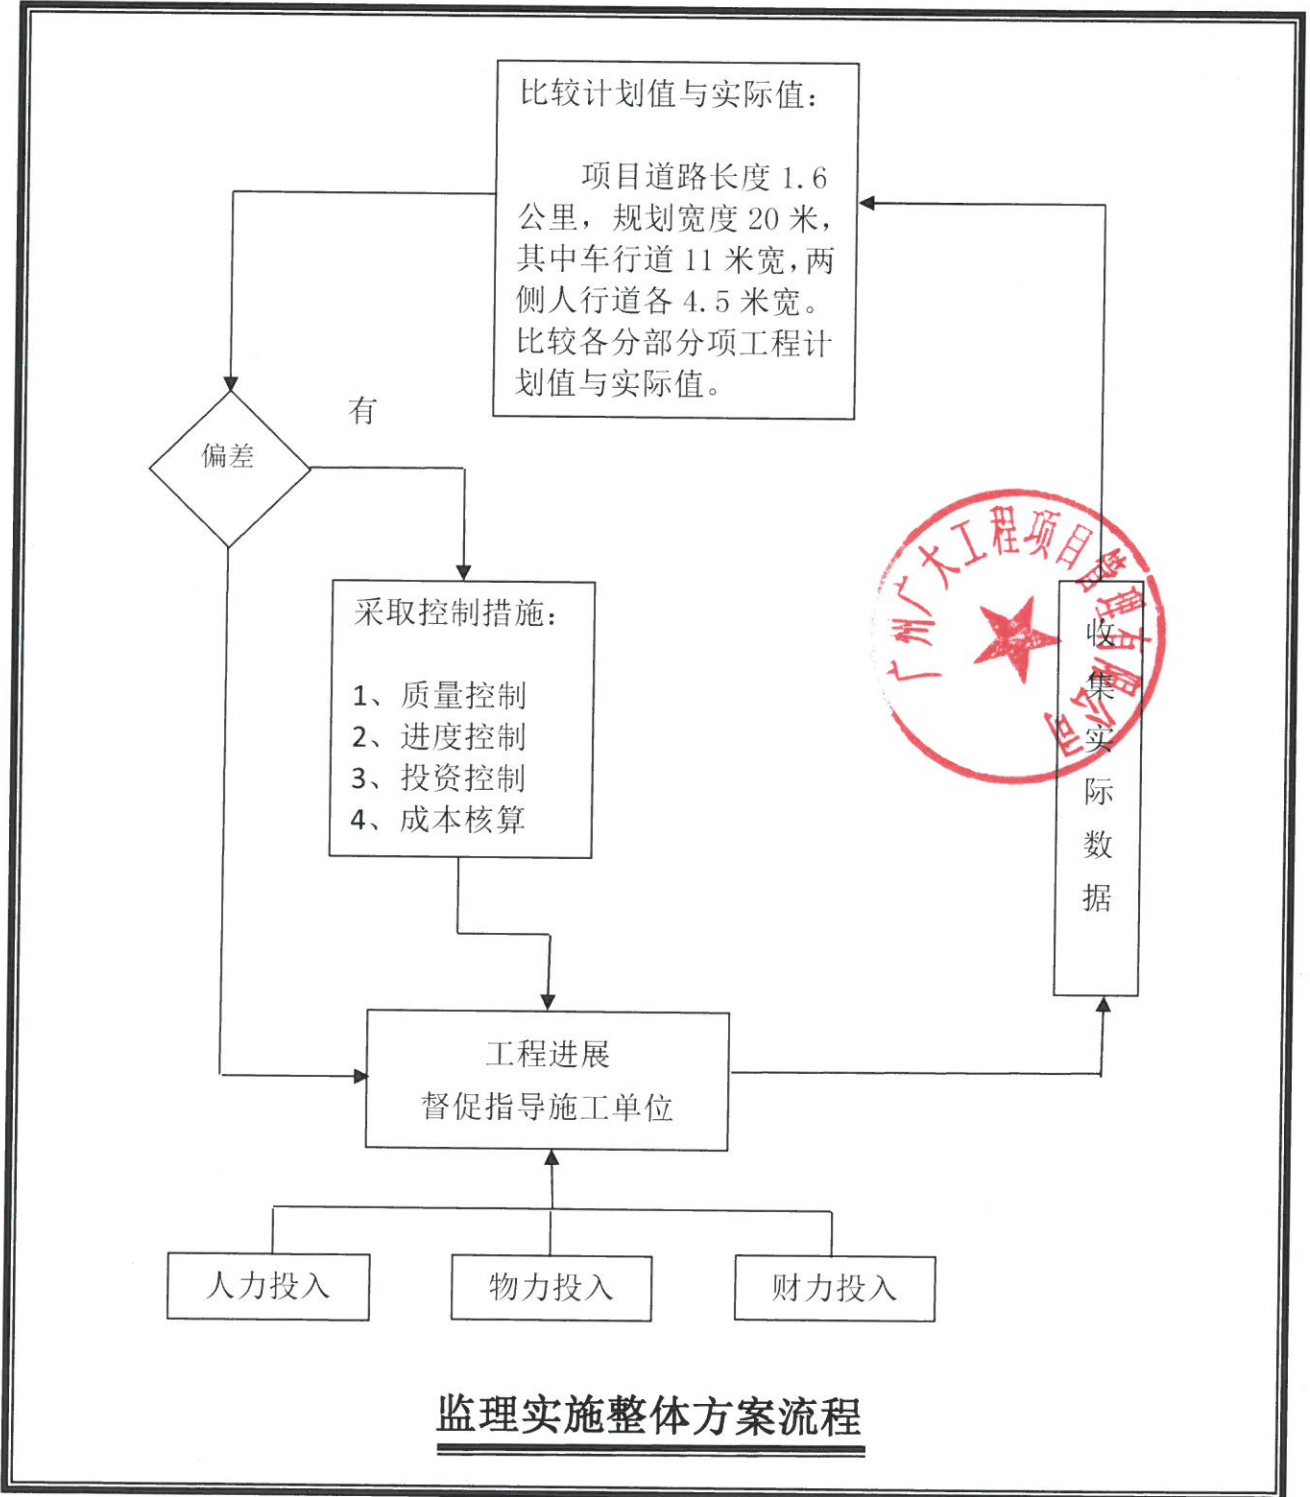 比较计划值与实际值：
项目道路长度 1.6
公里，规划宽度 20 米，
其中车行道 11 米宽，两
侧人行道各 4.5 米宽。
比较各分部分项工程计
划值与实际值。
有
偏差
采取控制措施：
1、质量控制
2、进度控制
3、投资控制
4、成本核算
广州广大工程项目管理有限公司
收
集
实
际
数
据
工程进展
督促指导施工单位
人力投入
物力投入
财力投入
监理实施整体方案流程